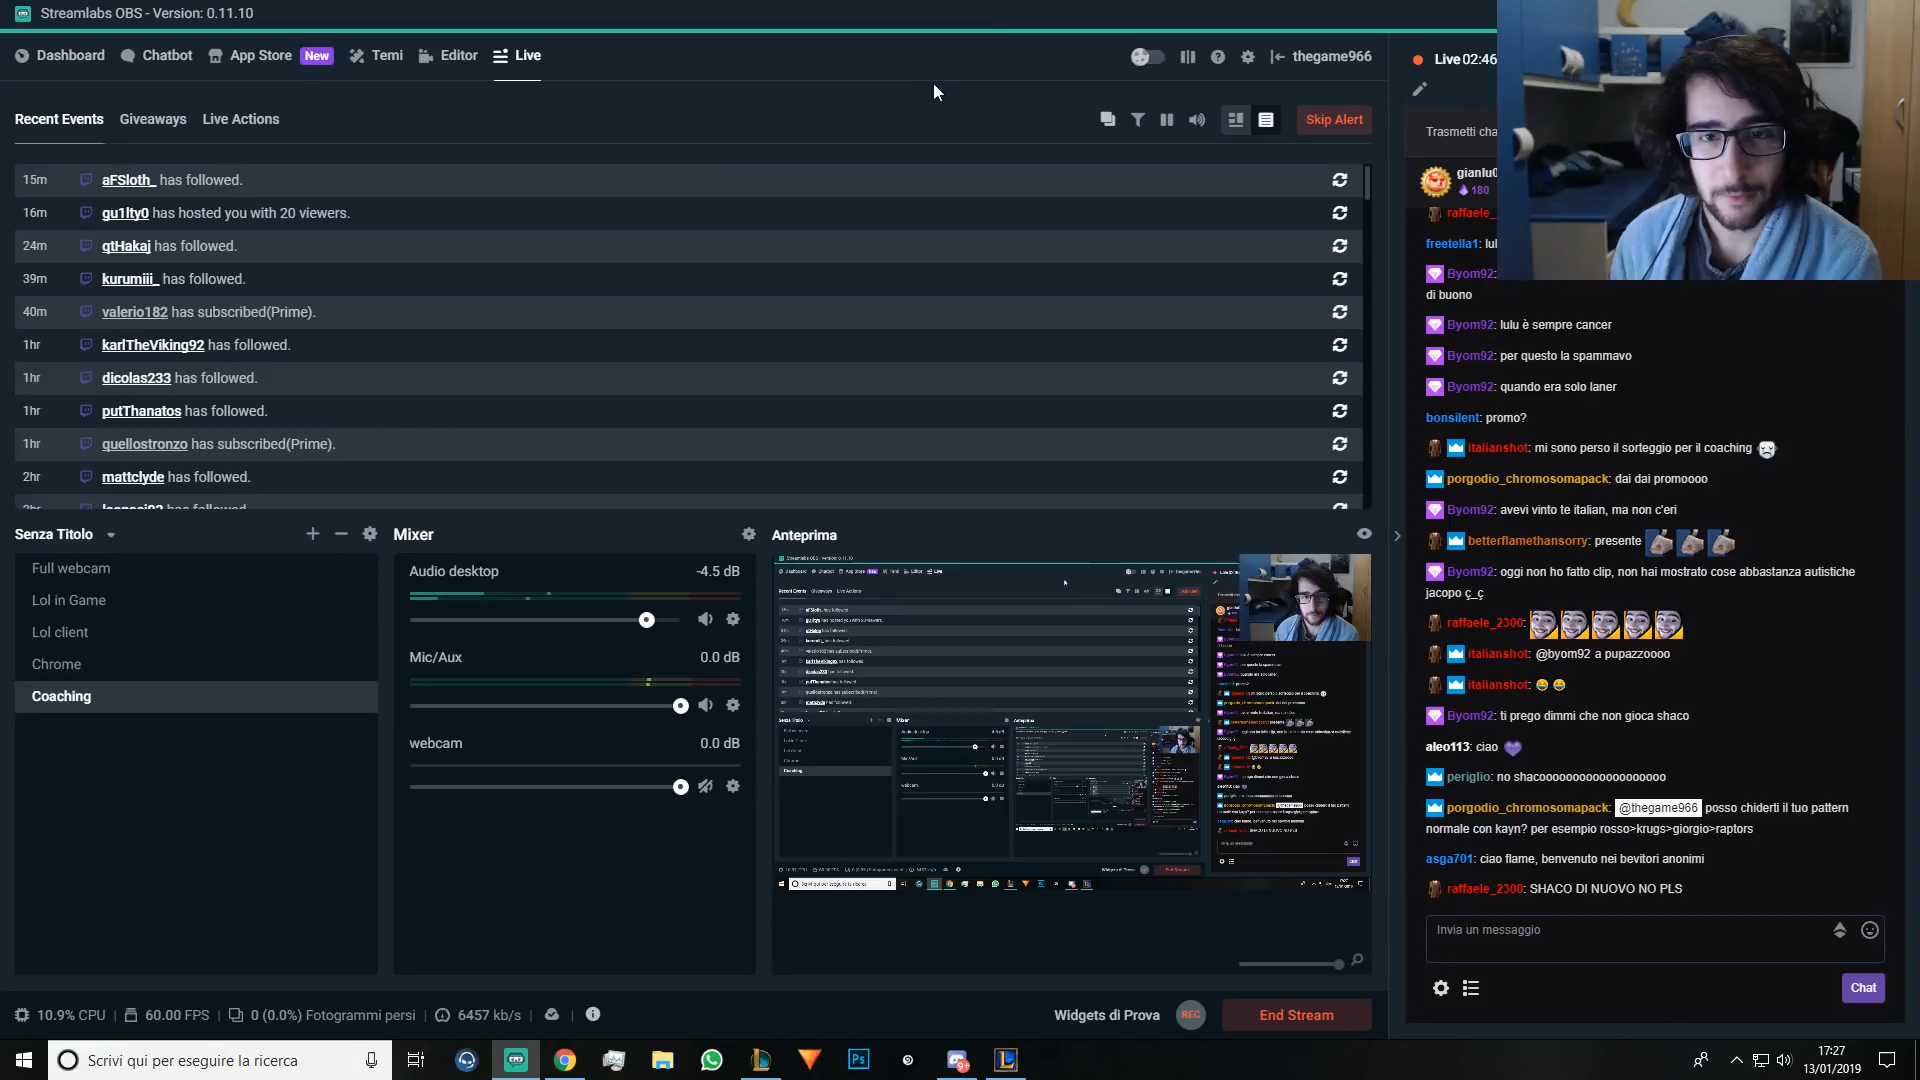 Streamlabs OBS - Version: 0.11.10
Dashboard
Chatbot
App Store
New
Temi
Editor
Live
thegame966
Recent Events
Giveaways
Live Actions
Skip Alert
15m aFSloth_ has followed.
16m gu1lty0 has hosted you with 20 viewers.
24m qtHakaj has followed.
39m kurumiii_ has followed.
40m valerio182 has subscribed(Prime).
1hr karlTheViking92 has followed.
1hr dicolas233 has followed.
1hr putThanatos has followed.
1hr quellostronzo has subscribed(Prime).
2hr mattclyde has followed.
Senza Titolo
Full webcam
Lol in Game
Lol client
Chrome
Coaching
Mixer
Audio desktop -4.5 dB
Mic/Aux 0.0 dB
webcam 0.0 dB
Anteprima
10.9% CPU
60.00 FPS
0 (0.0%) Fotogrammi persi
6457 kb/s
Widgets di Prova
REC
End Stream
Live 02:46
Trasmetti cha
180
raffaele_
freetella1: lul
Byom92:
di buono
Byom92: lulu è sempre cancer
Byom92: per questo la spammavo
Byom92: quando era solo laner
bonsilent: promo?
italianshot: mi sono perso il sorteggio per il coaching
porgodio_chromosomapack: dai dai promoooo
Byom92: avevi vinto te italian, ma non c'eri
betterflamethansorry: presente
Byom92: oggi non ho fatto clip, non hai mostrato cose abbastanza autistiche
jacopo ç_ç
raffaele_2300:
italianshot: @byom92 a pupazzoooo
italianshot:
Byom92: ti prego dimmi che non gioca shaco
aleo113: ciao
periglio: no shacooooooooooooooooooo
porgodio_chromosomapack: @thegame966 posso chiderti il tuo pattern
normale con kayn? per esempio rosso>krugs>giorgio>raptors
asga701: ciao flame, benvenuto nei bevitori anonimi
raffaele_2300: SHACO DI NUOVO NO PLS
Invia un messaggio
Chat
Scrivi qui per eseguire la ricerca
Ps
9+
17:27
13/01/2019